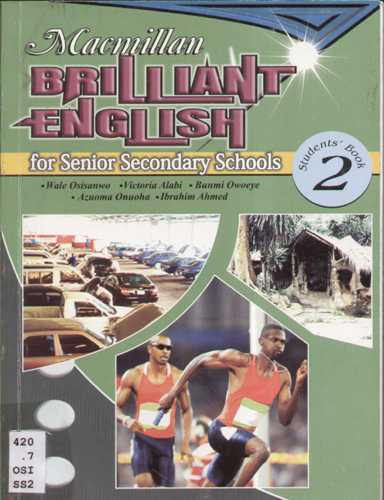 Macmillan
BRILLIANT
ENGLISH
for Senior Secondary Schools
Students' Book
2
•Wale Osisanwo •Victoria Alabi •Bunmi Owoeye
•Azuoma Onuoha •Ibrahim Ahmed
420
.7
OSI
SS2